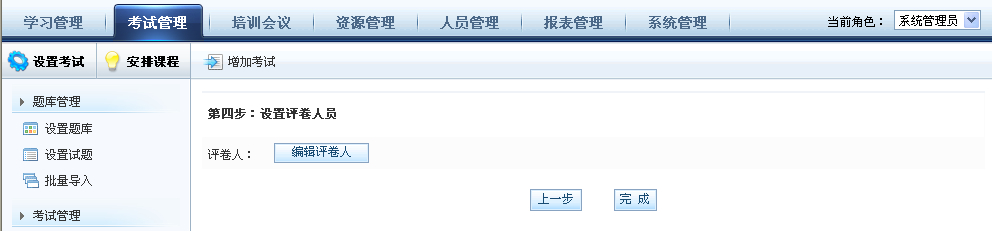 学习管理 考试管理 培训会议 资源管理 人员管理 报表管理 系统管理 当前角色： 系统管理员
设置考试 安排课程 增加考试
题库管理
设置题库
设置试题
批量导入
考试管理
第四步：设置评卷人员
评卷人： 编辑评卷人
上一步 完 成